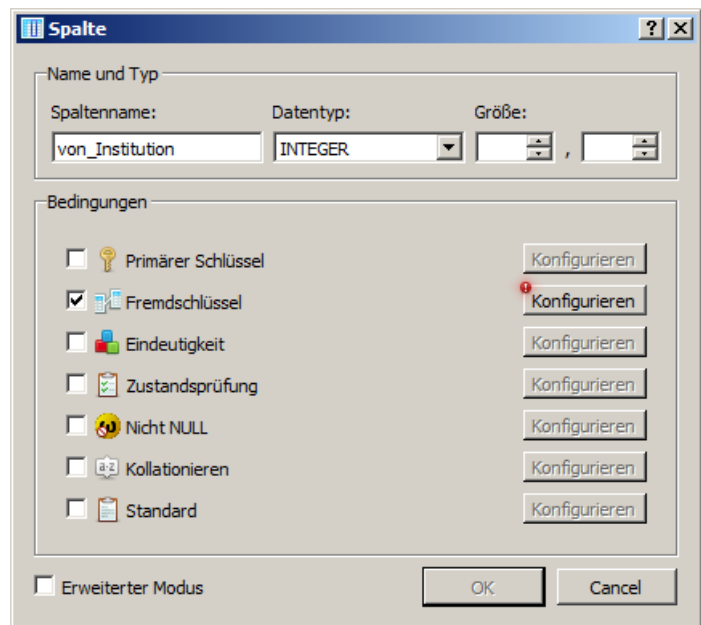 Spalte
Name und Typ
Spaltenname: Datentyp: Größe:
von_Institution INTEGER ,
Bedingungen
Primärer Schlüssel Konfigurieren
Fremdschlüssel Konfigurieren
Eindeutigkeit Konfigurieren
Zustandsprüfung Konfigurieren
Nicht NULL Konfigurieren
a·z Kollationieren Konfigurieren
Standard Konfigurieren
Erweiterter Modus OK Cancel